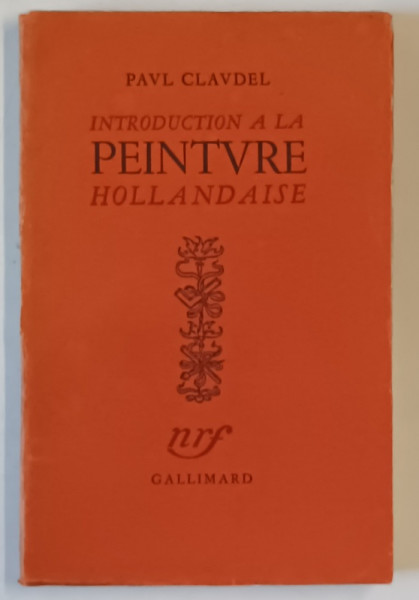 PAVL CLAVDEL
INTRODUCTION A LA
PEINTVRE
HOLLANDAISE
nrf
GALLIMARD